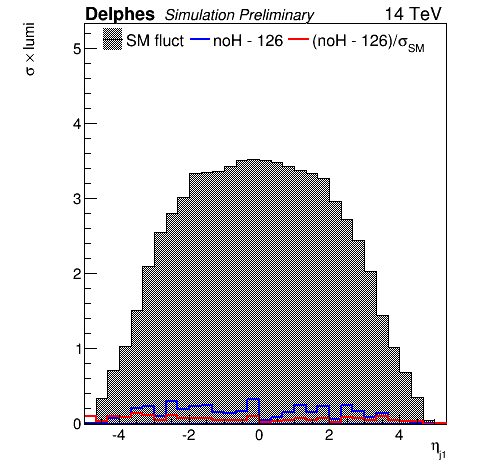 Delphes Simulation Preliminary 14 TeV
σ × lumi
SM fluct noH - 126 (noH - 126)/σSM
5
4
3
2
1
0
-4 -2 0 2 4
ηj1